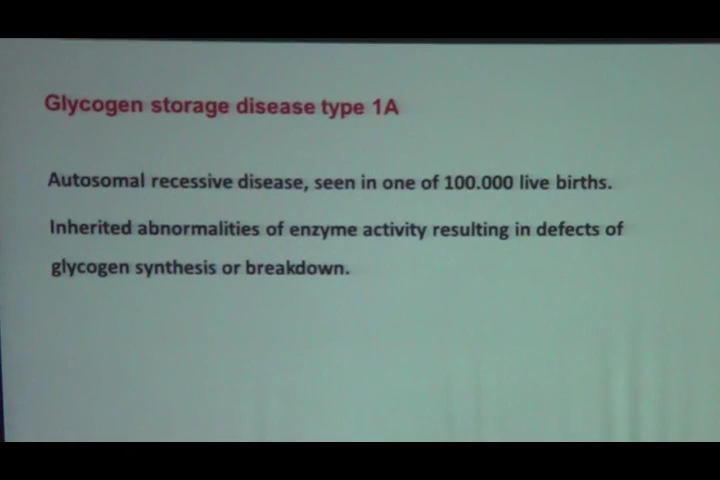 Glycogen storage disease type 1A
Autosomal recessive disease, seen in one of 100.000 live births.
Inherited abnormalities of enzyme activity resulting in defects of
glycogen synthesis or breakdown.